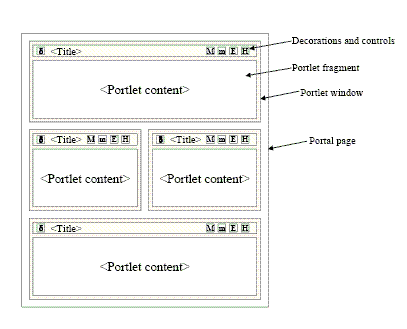 <Title> M m E H
Decorations and controls
Portlet fragment
<Portlet content>
Portlet window
<Title> M m E H
<Title> M m E H
Portal page
<Portlet content>
<Portlet content>
<Title> M m E H
<Portlet content>